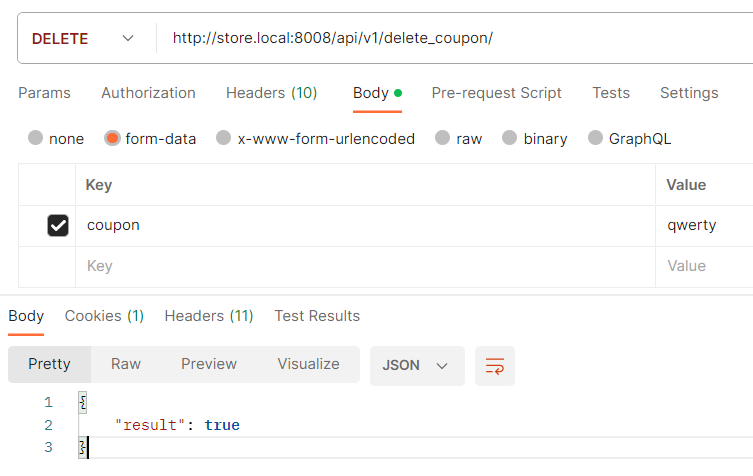 DELETE http://store.local:8008/api/v1/delete_coupon/
Params Authorization Headers (10) Body Pre-request Script Tests Settings
none form-data x-www-form-urlencoded raw binary GraphQL
Key Value
coupon qwerty
Key Value
Body Cookies (1) Headers (11) Test Results
Pretty Raw Preview Visualize JSON
1 {
2 "result": true
3 }